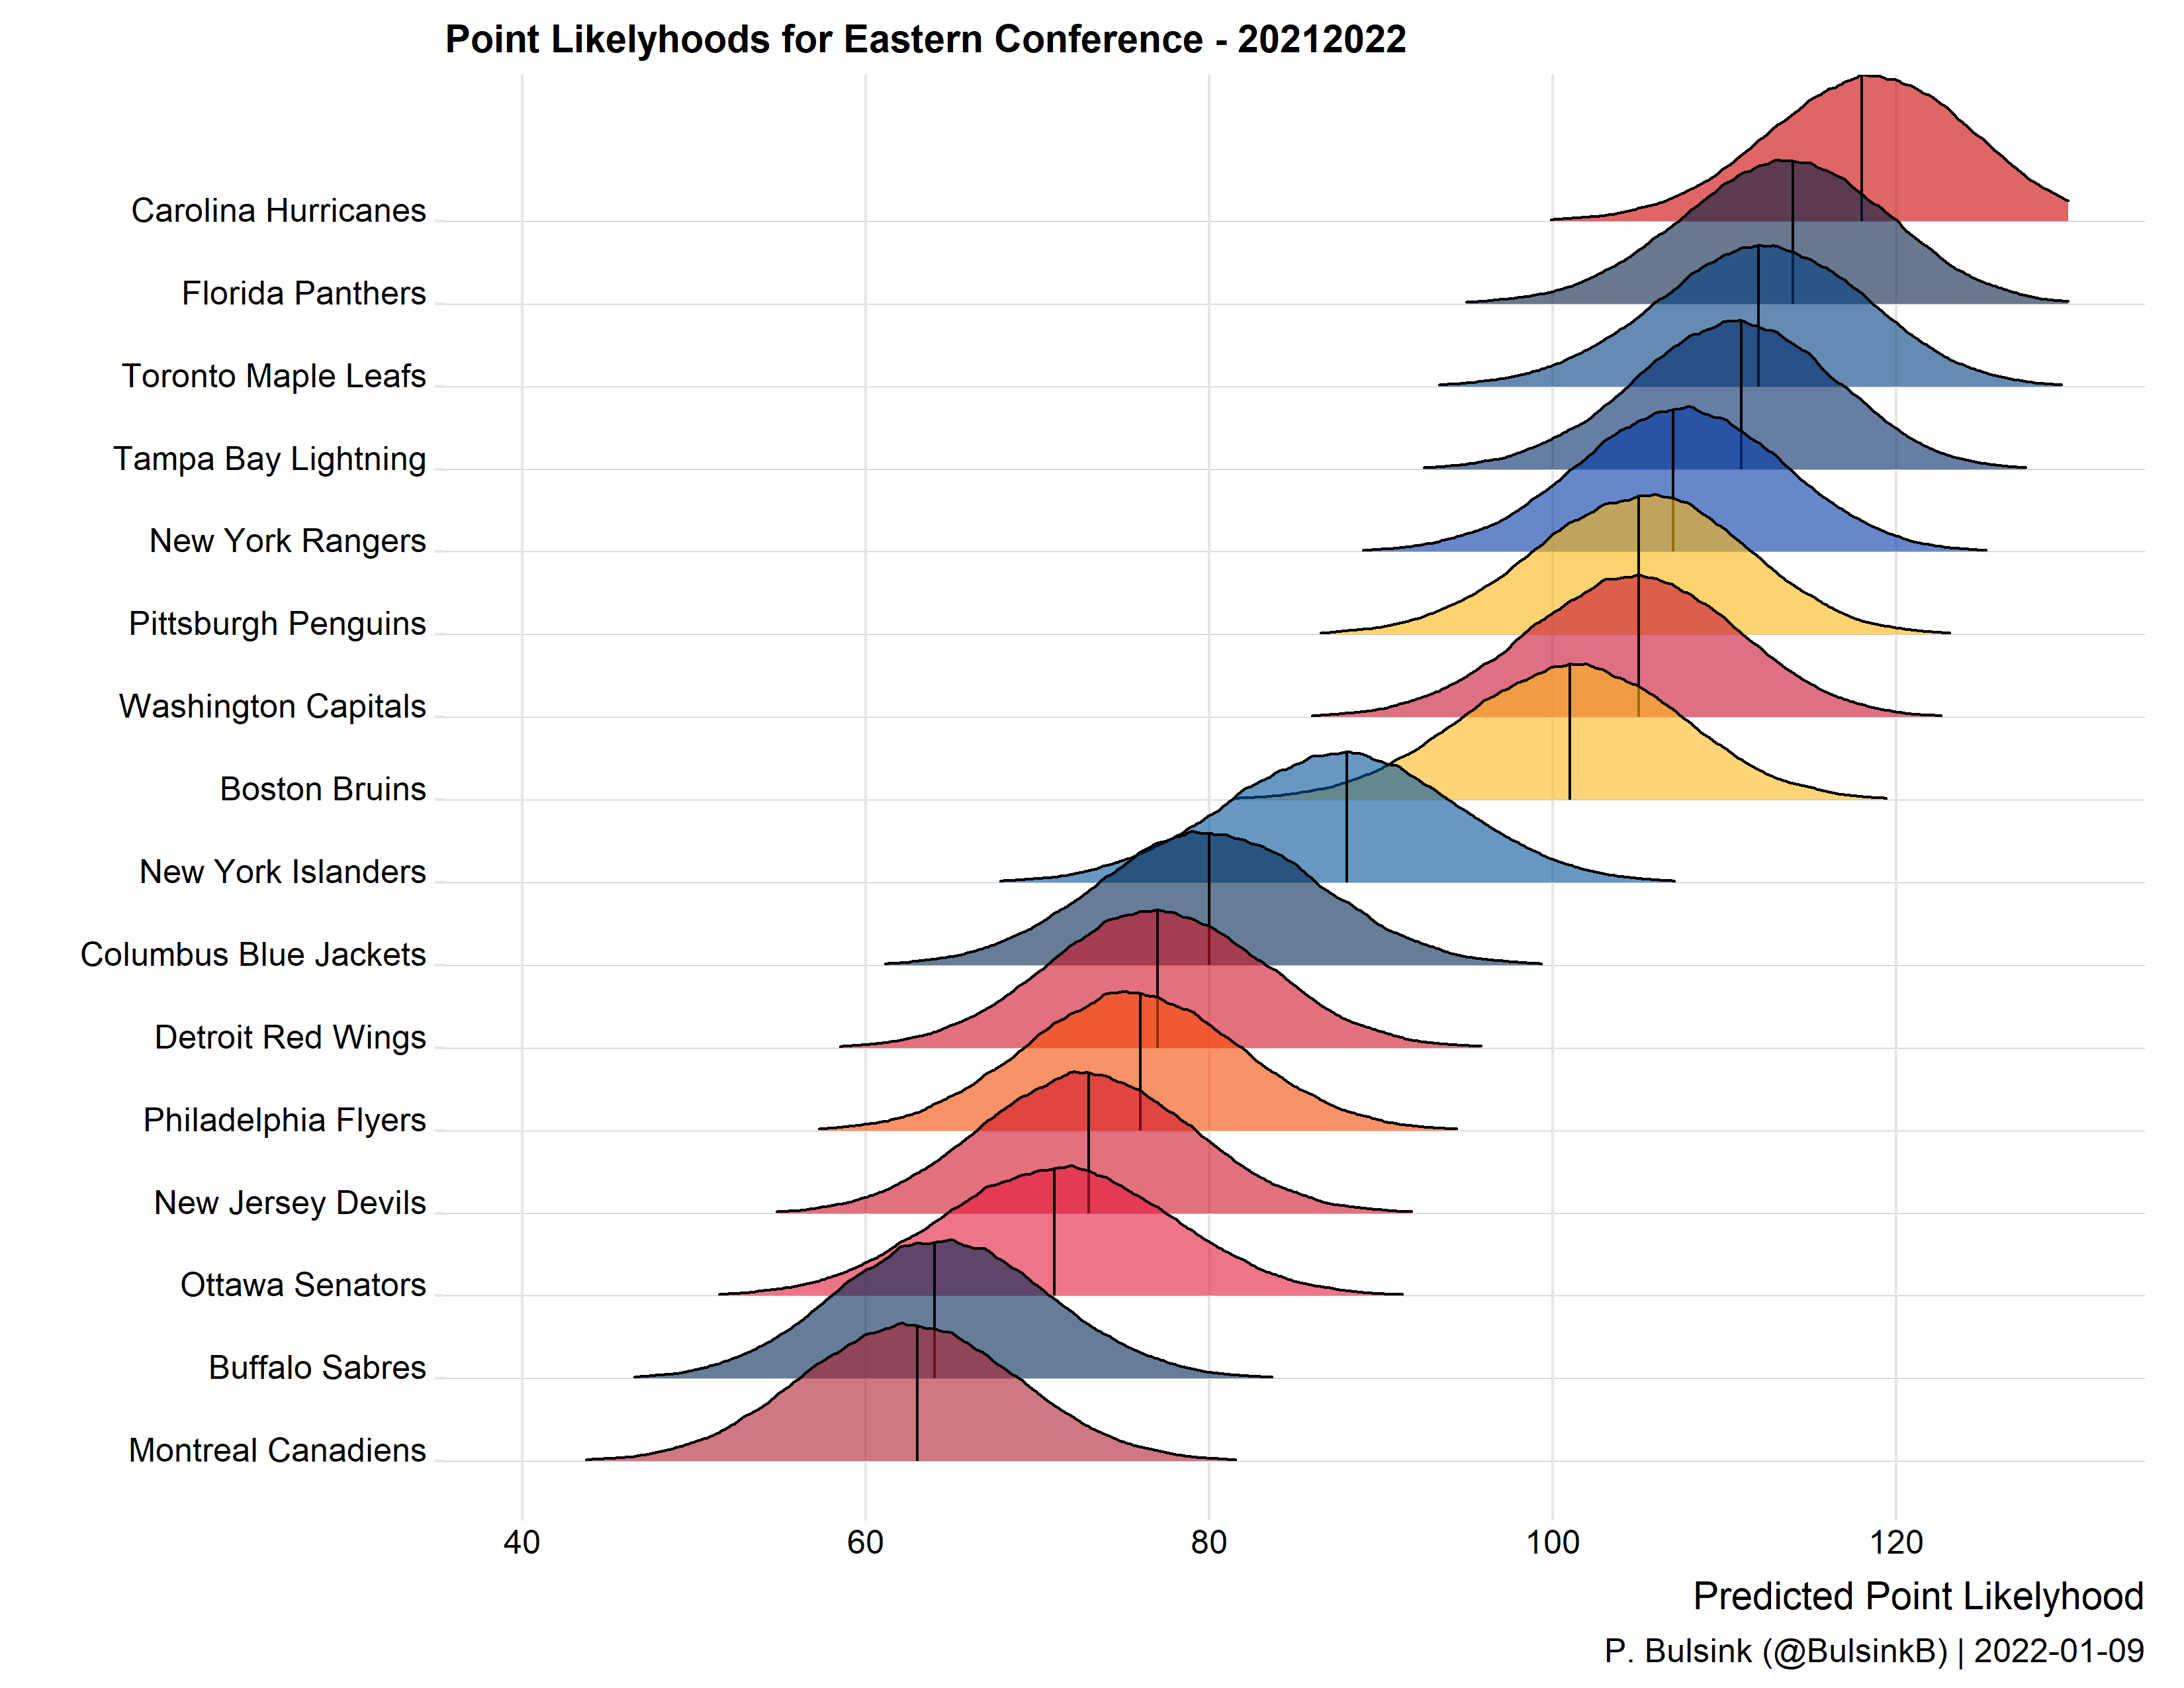 Point Likelyhoods for Eastern Conference - 20212022
Carolina Hurricanes
Florida Panthers
Toronto Maple Leafs
Tampa Bay Lightning
New York Rangers
Pittsburgh Penguins
Washington Capitals
Boston Bruins
New York Islanders
Columbus Blue Jackets
Detroit Red Wings
Philadelphia Flyers
New Jersey Devils
Ottawa Senators
Buffalo Sabres
Montreal Canadiens
40 60 80 100 120
Predicted Point Likelyhood
P. Bulsink (@BulsinkB) | 2022-01-09